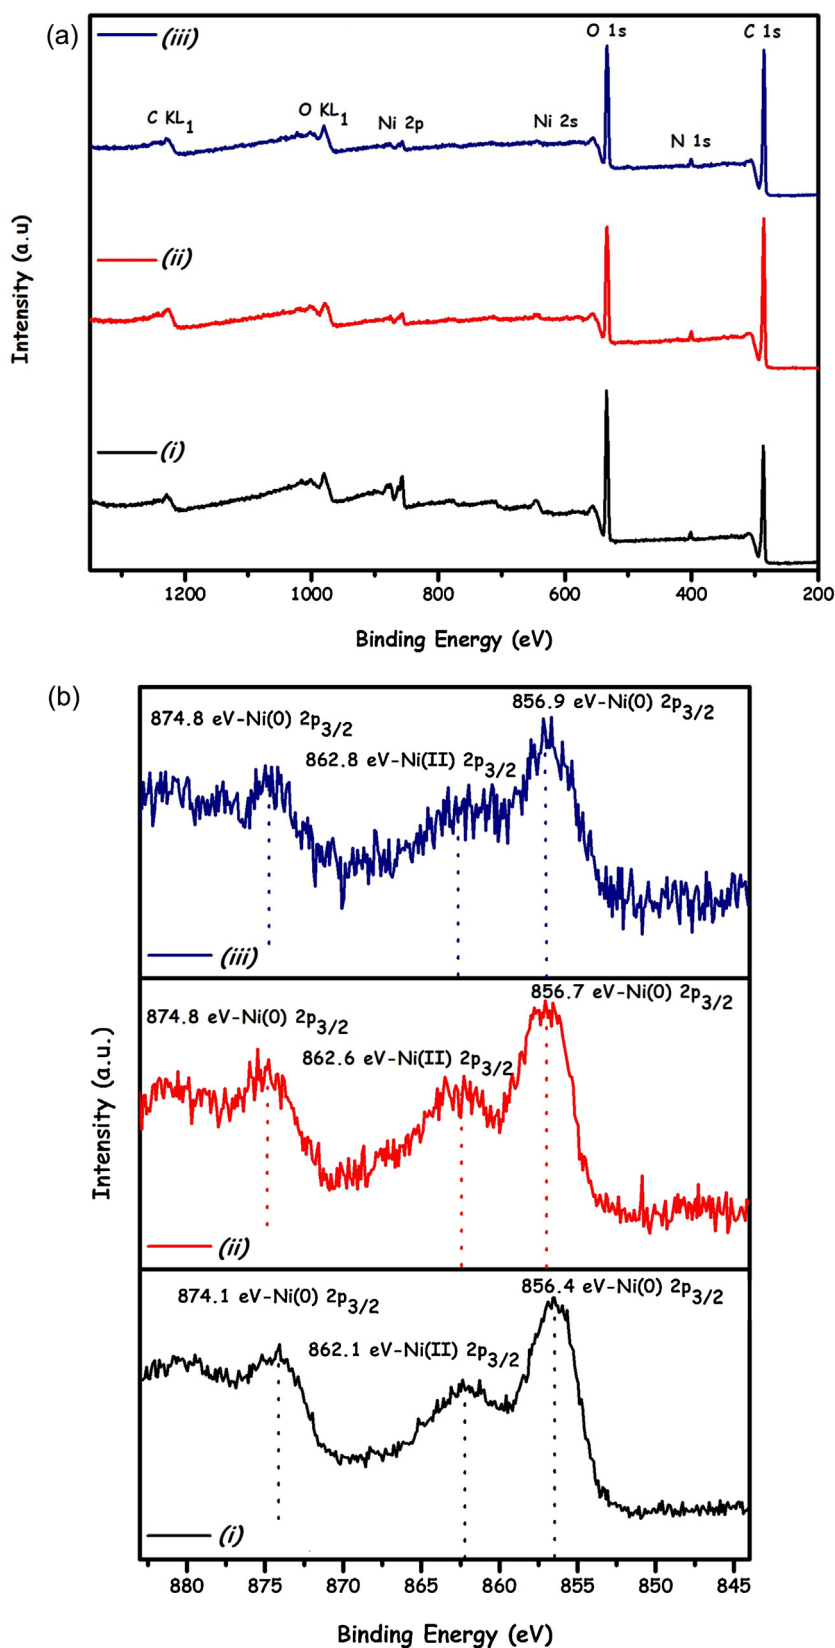 (a)
(iii)
O 1s
C 1s
C KL1
O KL1
Ni 2p
Ni 2s
N 1s
(ii)
(i)
Intensity (a.u)
1200 1000 800 600 400 200
Binding Energy (eV)
(b)
874.8 eV-Ni(0) 2p3/2
856.9 eV-Ni(0) 2p3/2
862.8 eV-Ni(II) 2p3/2
(iii)
874.8 eV-Ni(0) 2p3/2
856.7 eV-Ni(0) 2p3/2
862.6 eV-Ni(II) 2p3/2
(ii)
874.1 eV-Ni(0) 2p3/2
856.4 eV-Ni(0) 2p3/2
862.1 eV-Ni(II) 2p3/2
(i)
Intensity (a.u.)
880 875 870 865 860 855 850 845
Binding Energy (eV)